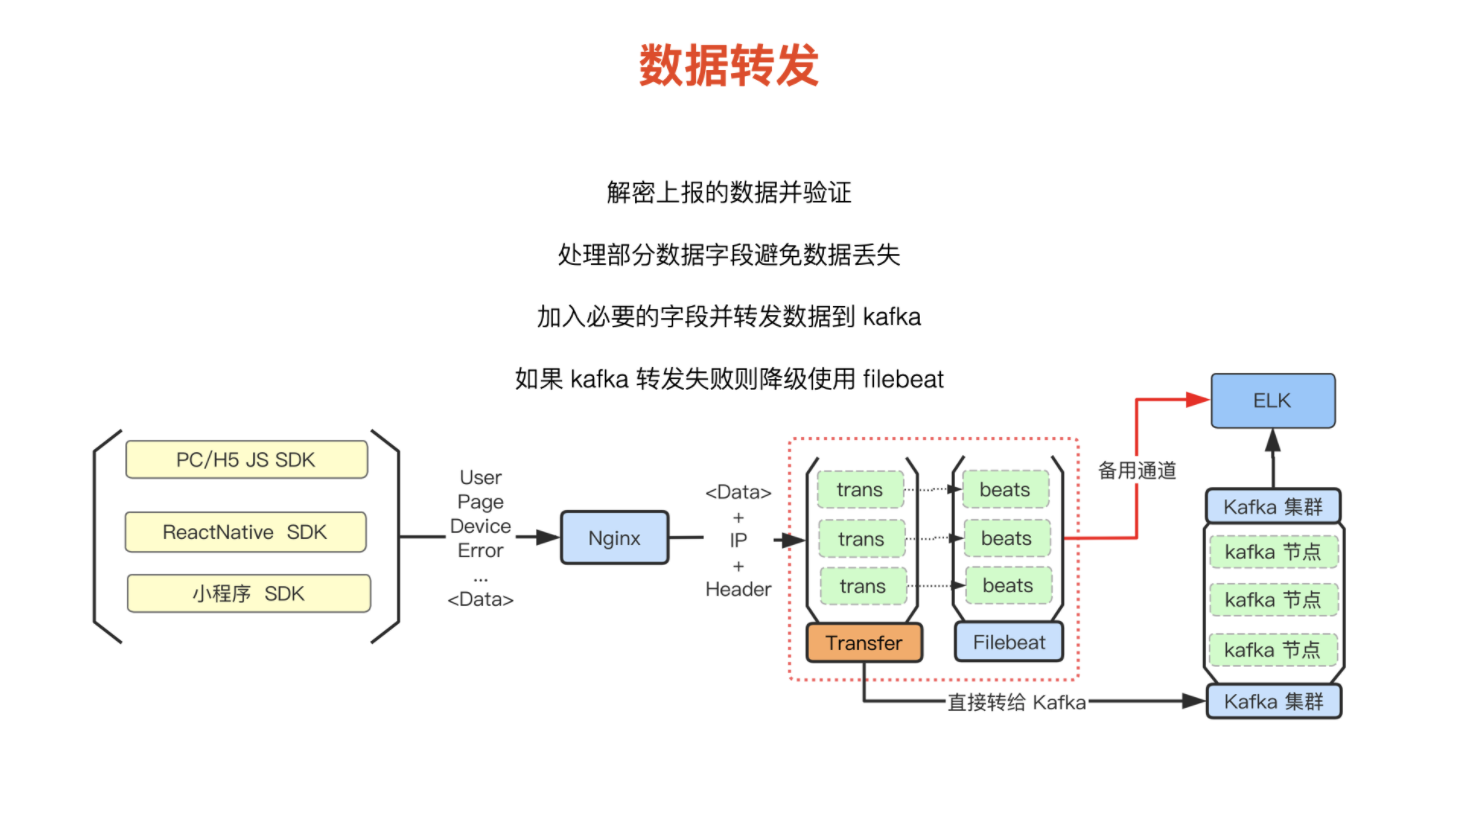 数据转发
解密上报的数据并验证
处理部分数据字段避免数据丢失
加入必要的字段并转发数据到 kafka
如果 kafka 转发失败则降级使用 filebeat
PC/H5 JS SDK
ReactNative SDK
小程序 SDK
User
Page
Device
Error
...
<Data>
Nginx
<Data>
+
IP
+
Header
trans
beats
trans
beats
trans
beats
Transfer
Filebeat
备用通道
直接转给 Kafka
ELK
Kafka 集群
kafka 节点
kafka 节点
kafka 节点
Kafka 集群